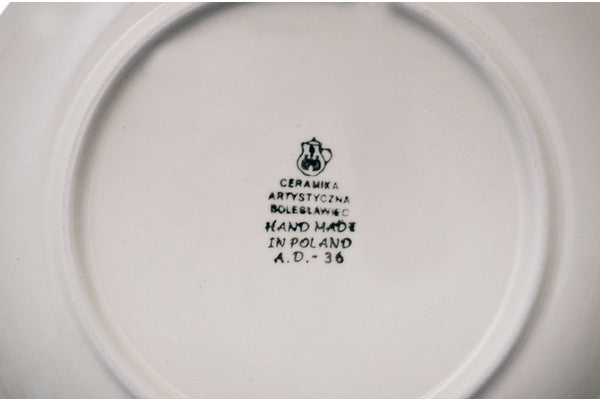 CERAMIKA
ARTYSTYCZNA
BOLESŁAWIEC
HAND MADE
IN POLAND
A.D.~36